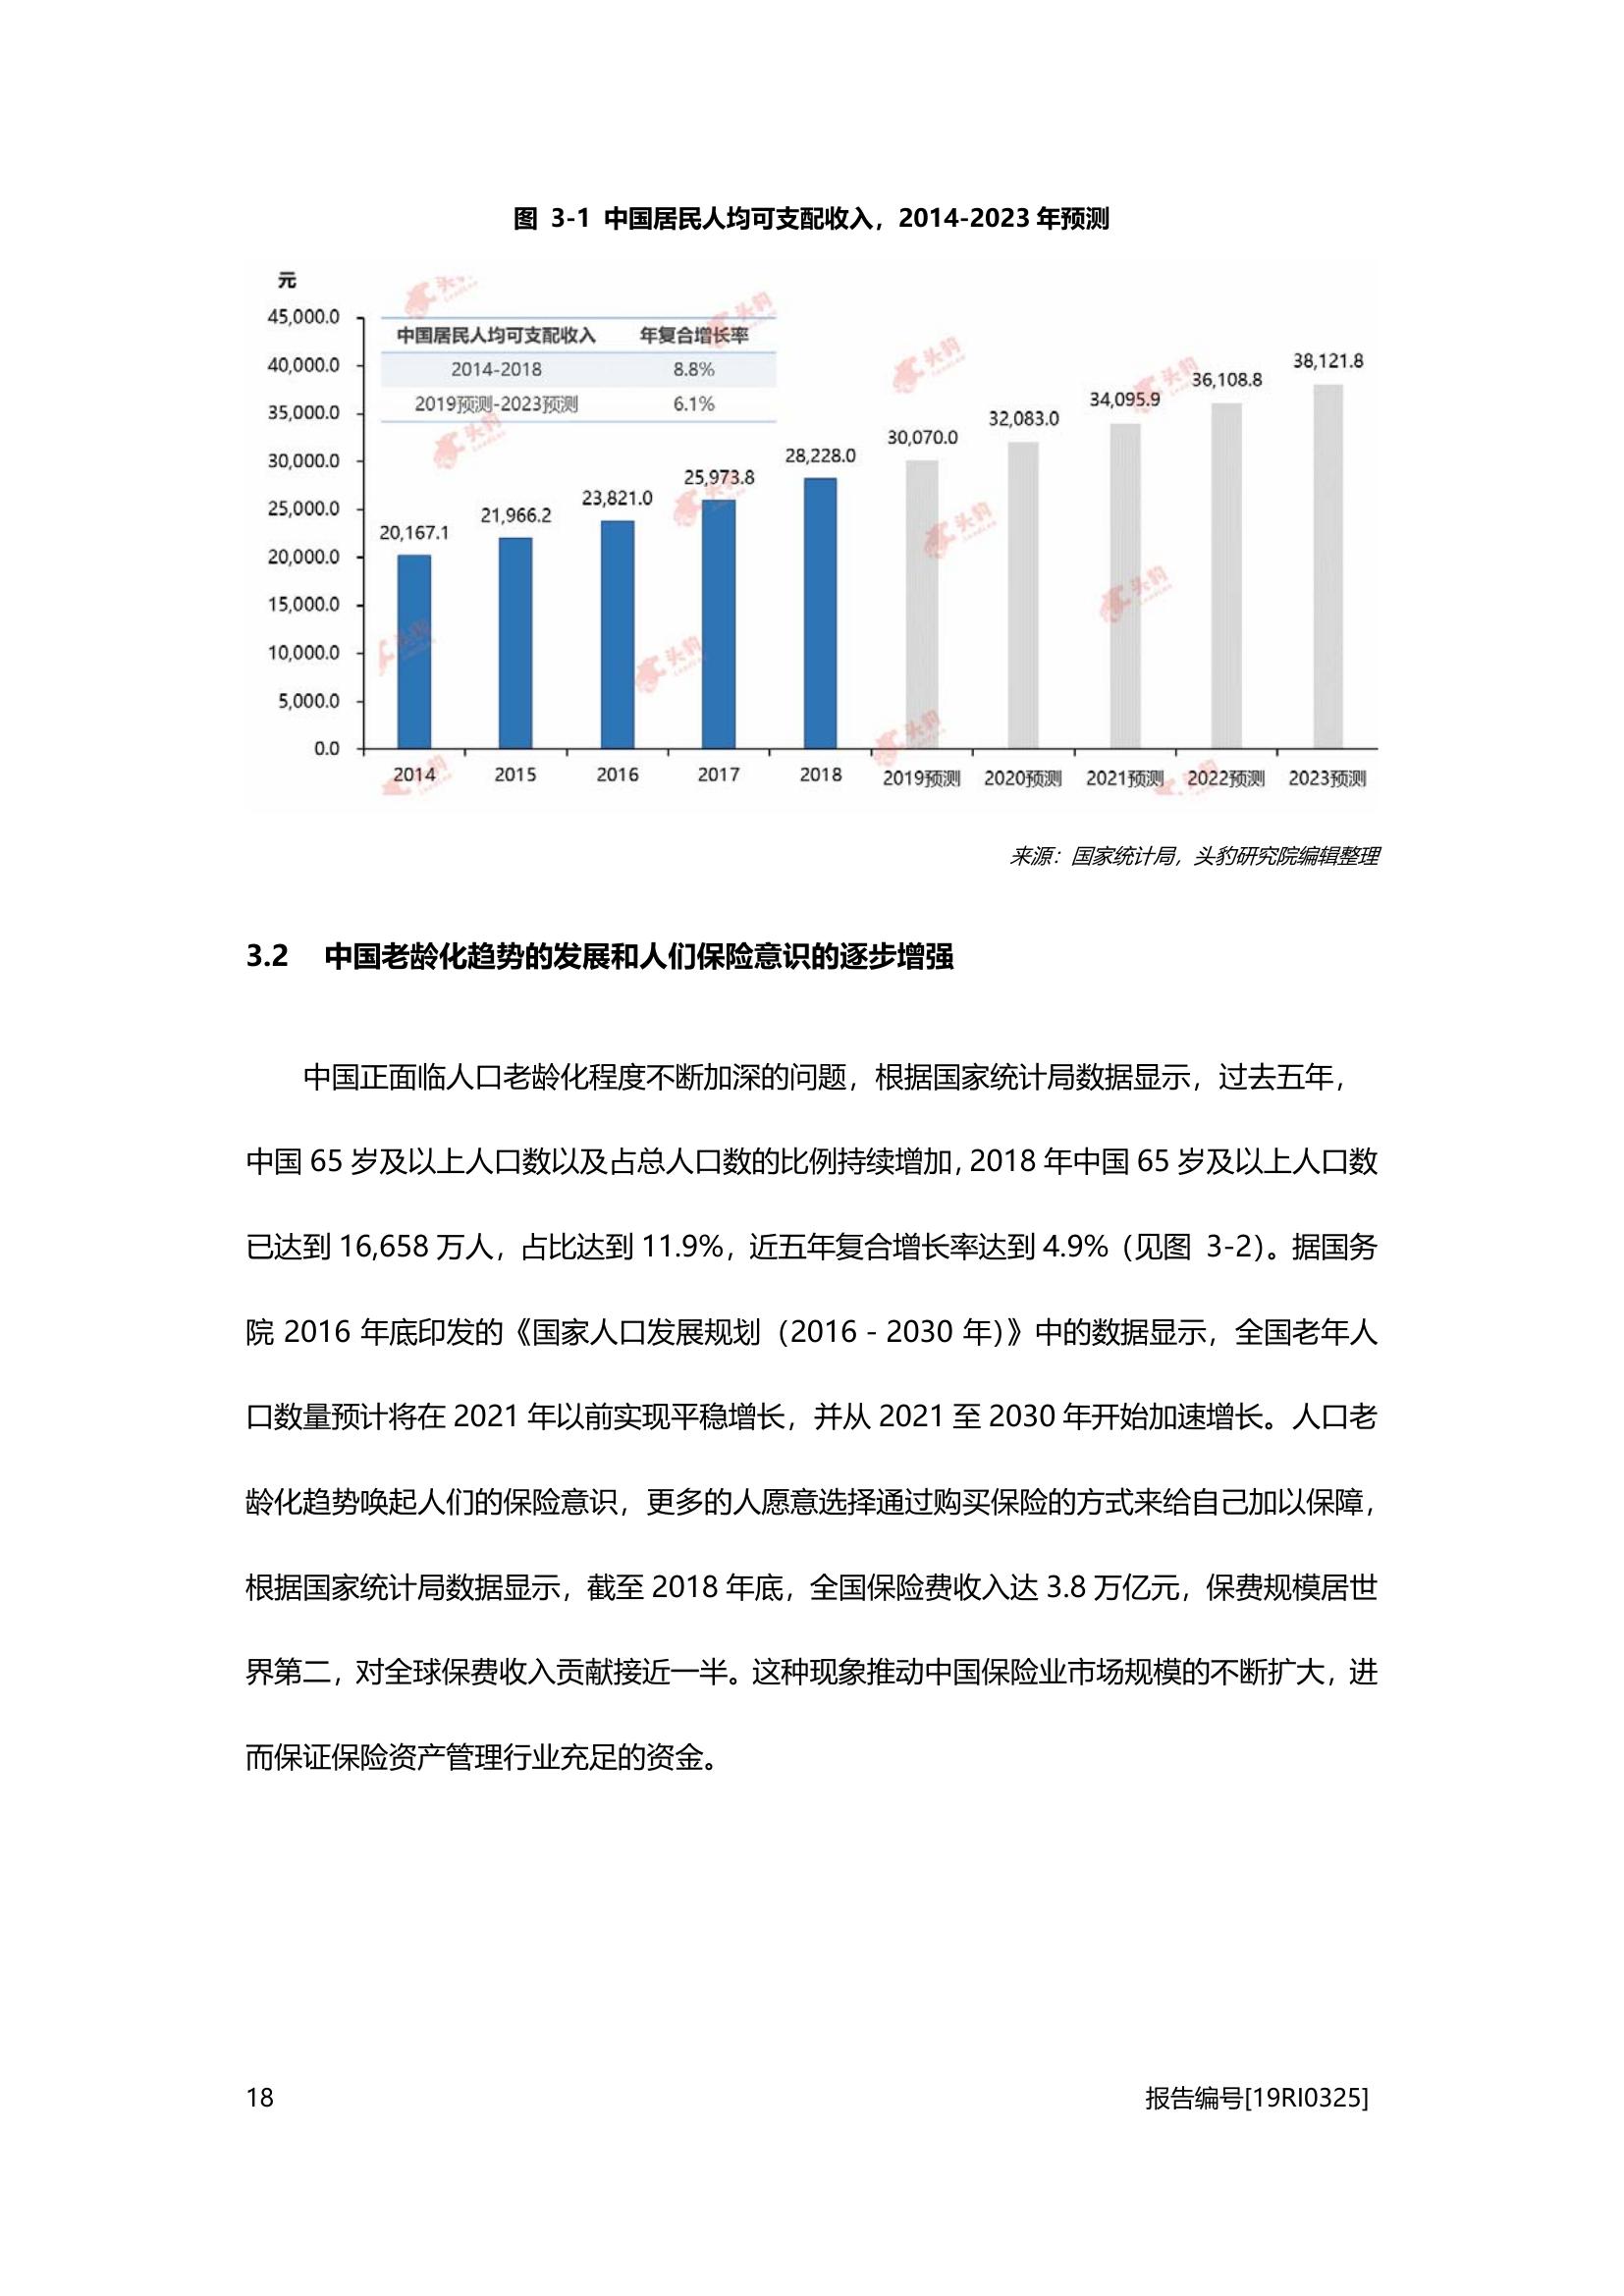 图 3-1 中国居民人均可支配收入，2014-2023 年预测
元
45,000.0
40,000.0
35,000.0
30,000.0
25,000.0
20,000.0
15,000.0
10,000.0
5,000.0
0.0
中国居民人均可支配收入 年复合增长率
2014-2018 8.8%
2019预测-2023预测 6.1%
20,167.1
21,966.2
23,821.0
25,973.8
28,228.0
30,070.0
32,083.0
34,095.9
36,108.8
38,121.8
2014 2015 2016 2017 2018 2019预测 2020预测 2021预测 2022预测 2023预测
头豹
来源：国家统计局，头豹研究院编辑整理
3.2 中国老龄化趋势的发展和人们保险意识的逐步增强
中国正面临人口老龄化程度不断加深的问题，根据国家统计局数据显示，过去五年，
中国 65 岁及以上人口数以及占总人口数的比例持续增加，2018 年中国 65 岁及以上人口数
已达到 16,658 万人，占比达到 11.9%，近五年复合增长率达到 4.9%（见图 3-2）。据国务
院 2016 年底印发的《国家人口发展规划（2016 - 2030 年）》中的数据显示，全国老年人
口数量预计将在 2021 年以前实现平稳增长，并从 2021 至 2030 年开始加速增长。人口老
龄化趋势唤起人们的保险意识，更多的人愿意选择通过购买保险的方式来给自己加以保障，
根据国家统计局数据显示，截至 2018 年底，全国保险费收入达 3.8 万亿元，保费规模居世
界第二，对全球保费收入贡献接近一半。这种现象推动中国保险业市场规模的不断扩大，进
而保证保险资产管理行业充足的资金。
18 报告编号[19RI0325]